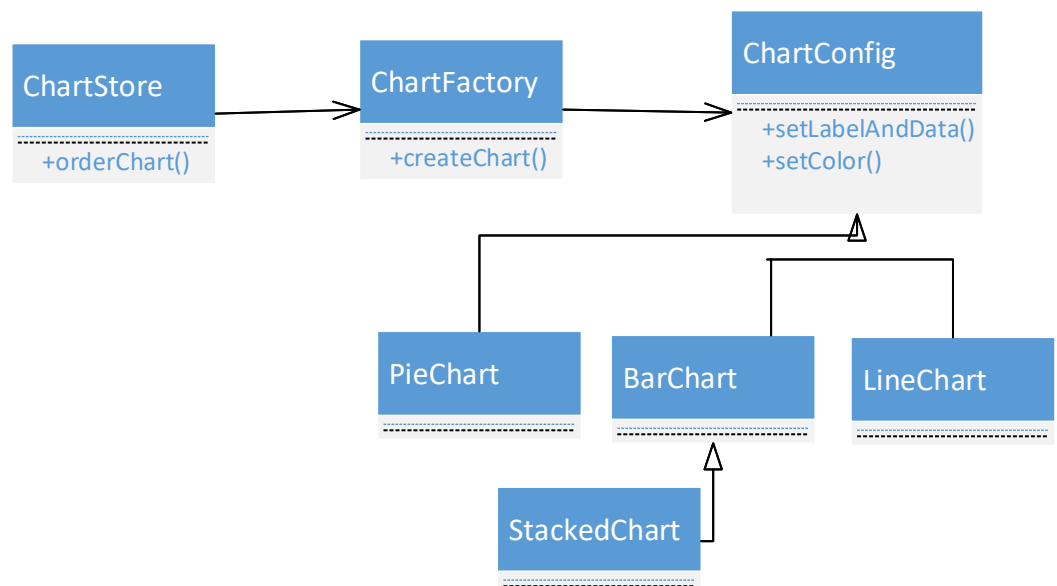 ChartStore
+orderChart()
ChartFactory
+createChart()
ChartConfig
+setLabelAndData()
+setColor()
PieChart
BarChart
LineChart
StackedChart